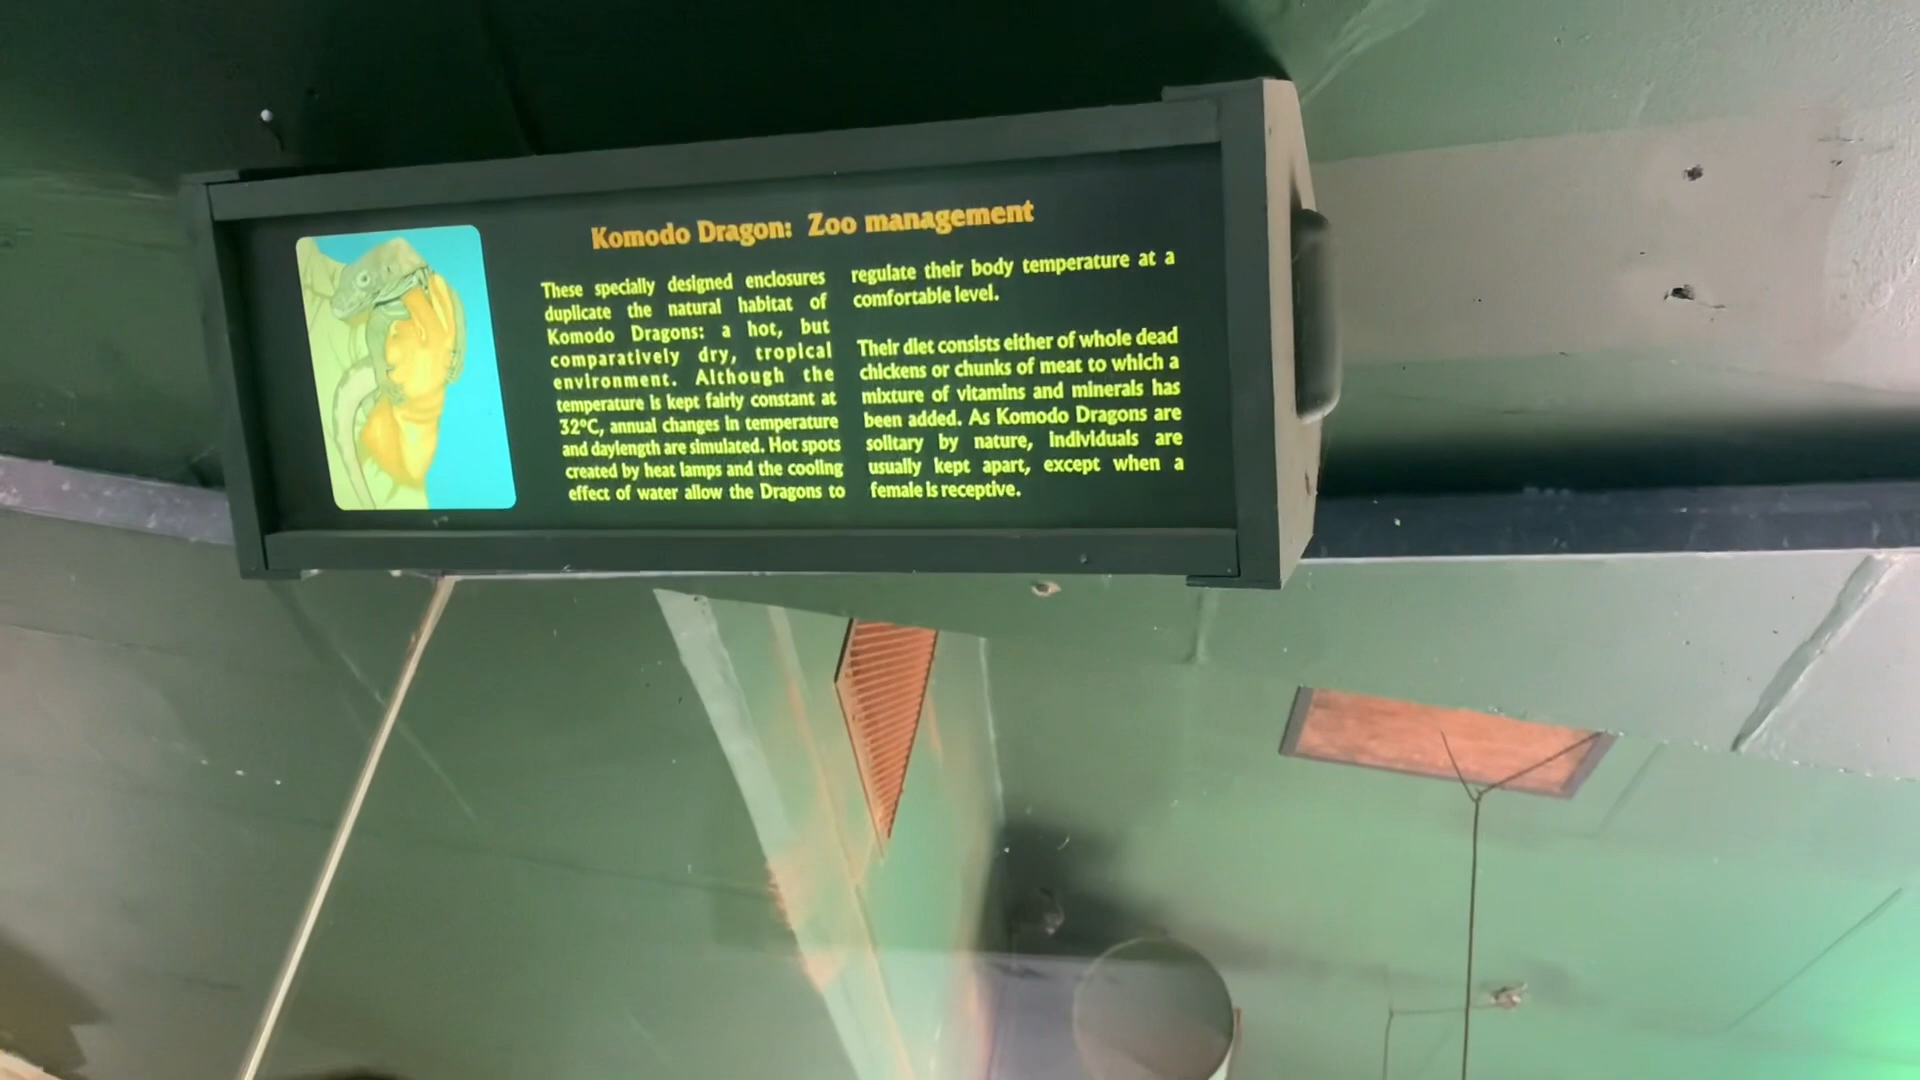 Komodo Dragon: Zoo management
These specially designed enclosures
duplicate the natural habitat of
Komodo Dragons: a hot, but
comparatively dry, tropical
environment. Although the
temperature is kept fairly constant at
32ºC, annual changes in temperature
and daylength are simulated. Hot spots
created by heat lamps and the cooling
effect of water allow the Dragons to
regulate their body temperature at a
comfortable level.
Their diet consists either of whole dead
chickens or chunks of meat to which a
mixture of vitamins and minerals has
been added. As Komodo Dragons are
solitary by nature, individuals are
usually kept apart, except when a
female is receptive.